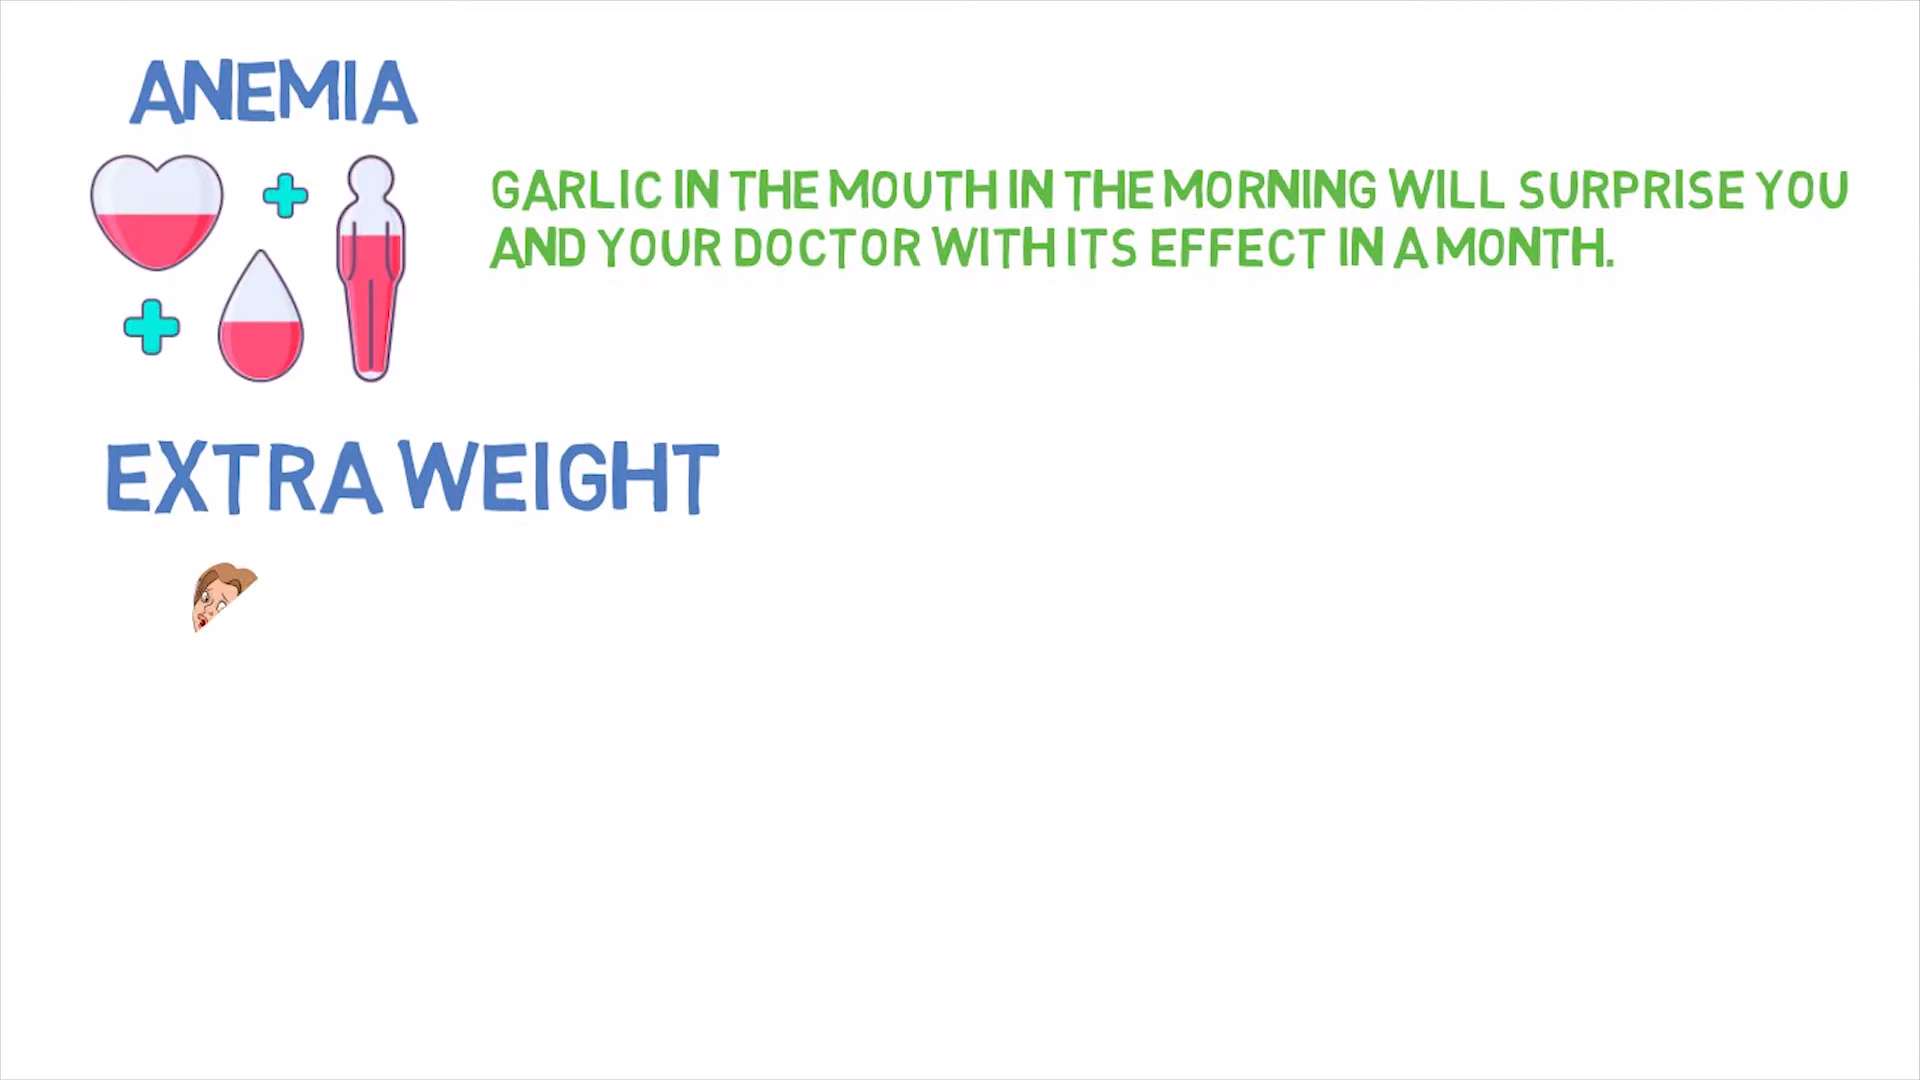 ANEMIA
GARLIC IN THE MOUTH IN THE MORNING WILL SURPRISE YOU
AND YOUR DOCTOR WITH ITS EFFECT IN A MONTH.
EXTRA WEIGHT